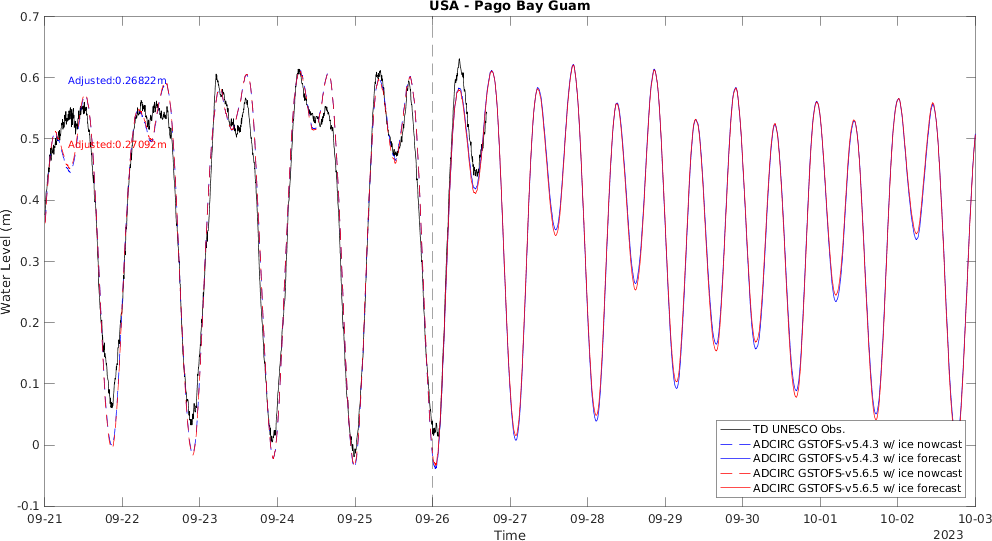 USA - Pago Bay Guam
0.7
0.6
0.5
0.4
0.3
0.2
0.1
0
-0.1
Water Level (m)
Adjusted:0.26822m
Adjusted:0.27092m
TD UNESCO Obs.
ADCIRC GSTOFS-v5.4.3 w/ ice nowcast
ADCIRC GSTOFS-v5.4.3 w/ ice forecast
ADCIRC GSTOFS-v5.6.5 w/ ice nowcast
ADCIRC GSTOFS-v5.6.5 w/ ice forecast
09-21 09-22 09-23 09-24 09-25 09-26 09-27 09-28 09-29 09-30 10-01 10-02 10-03
Time
2023